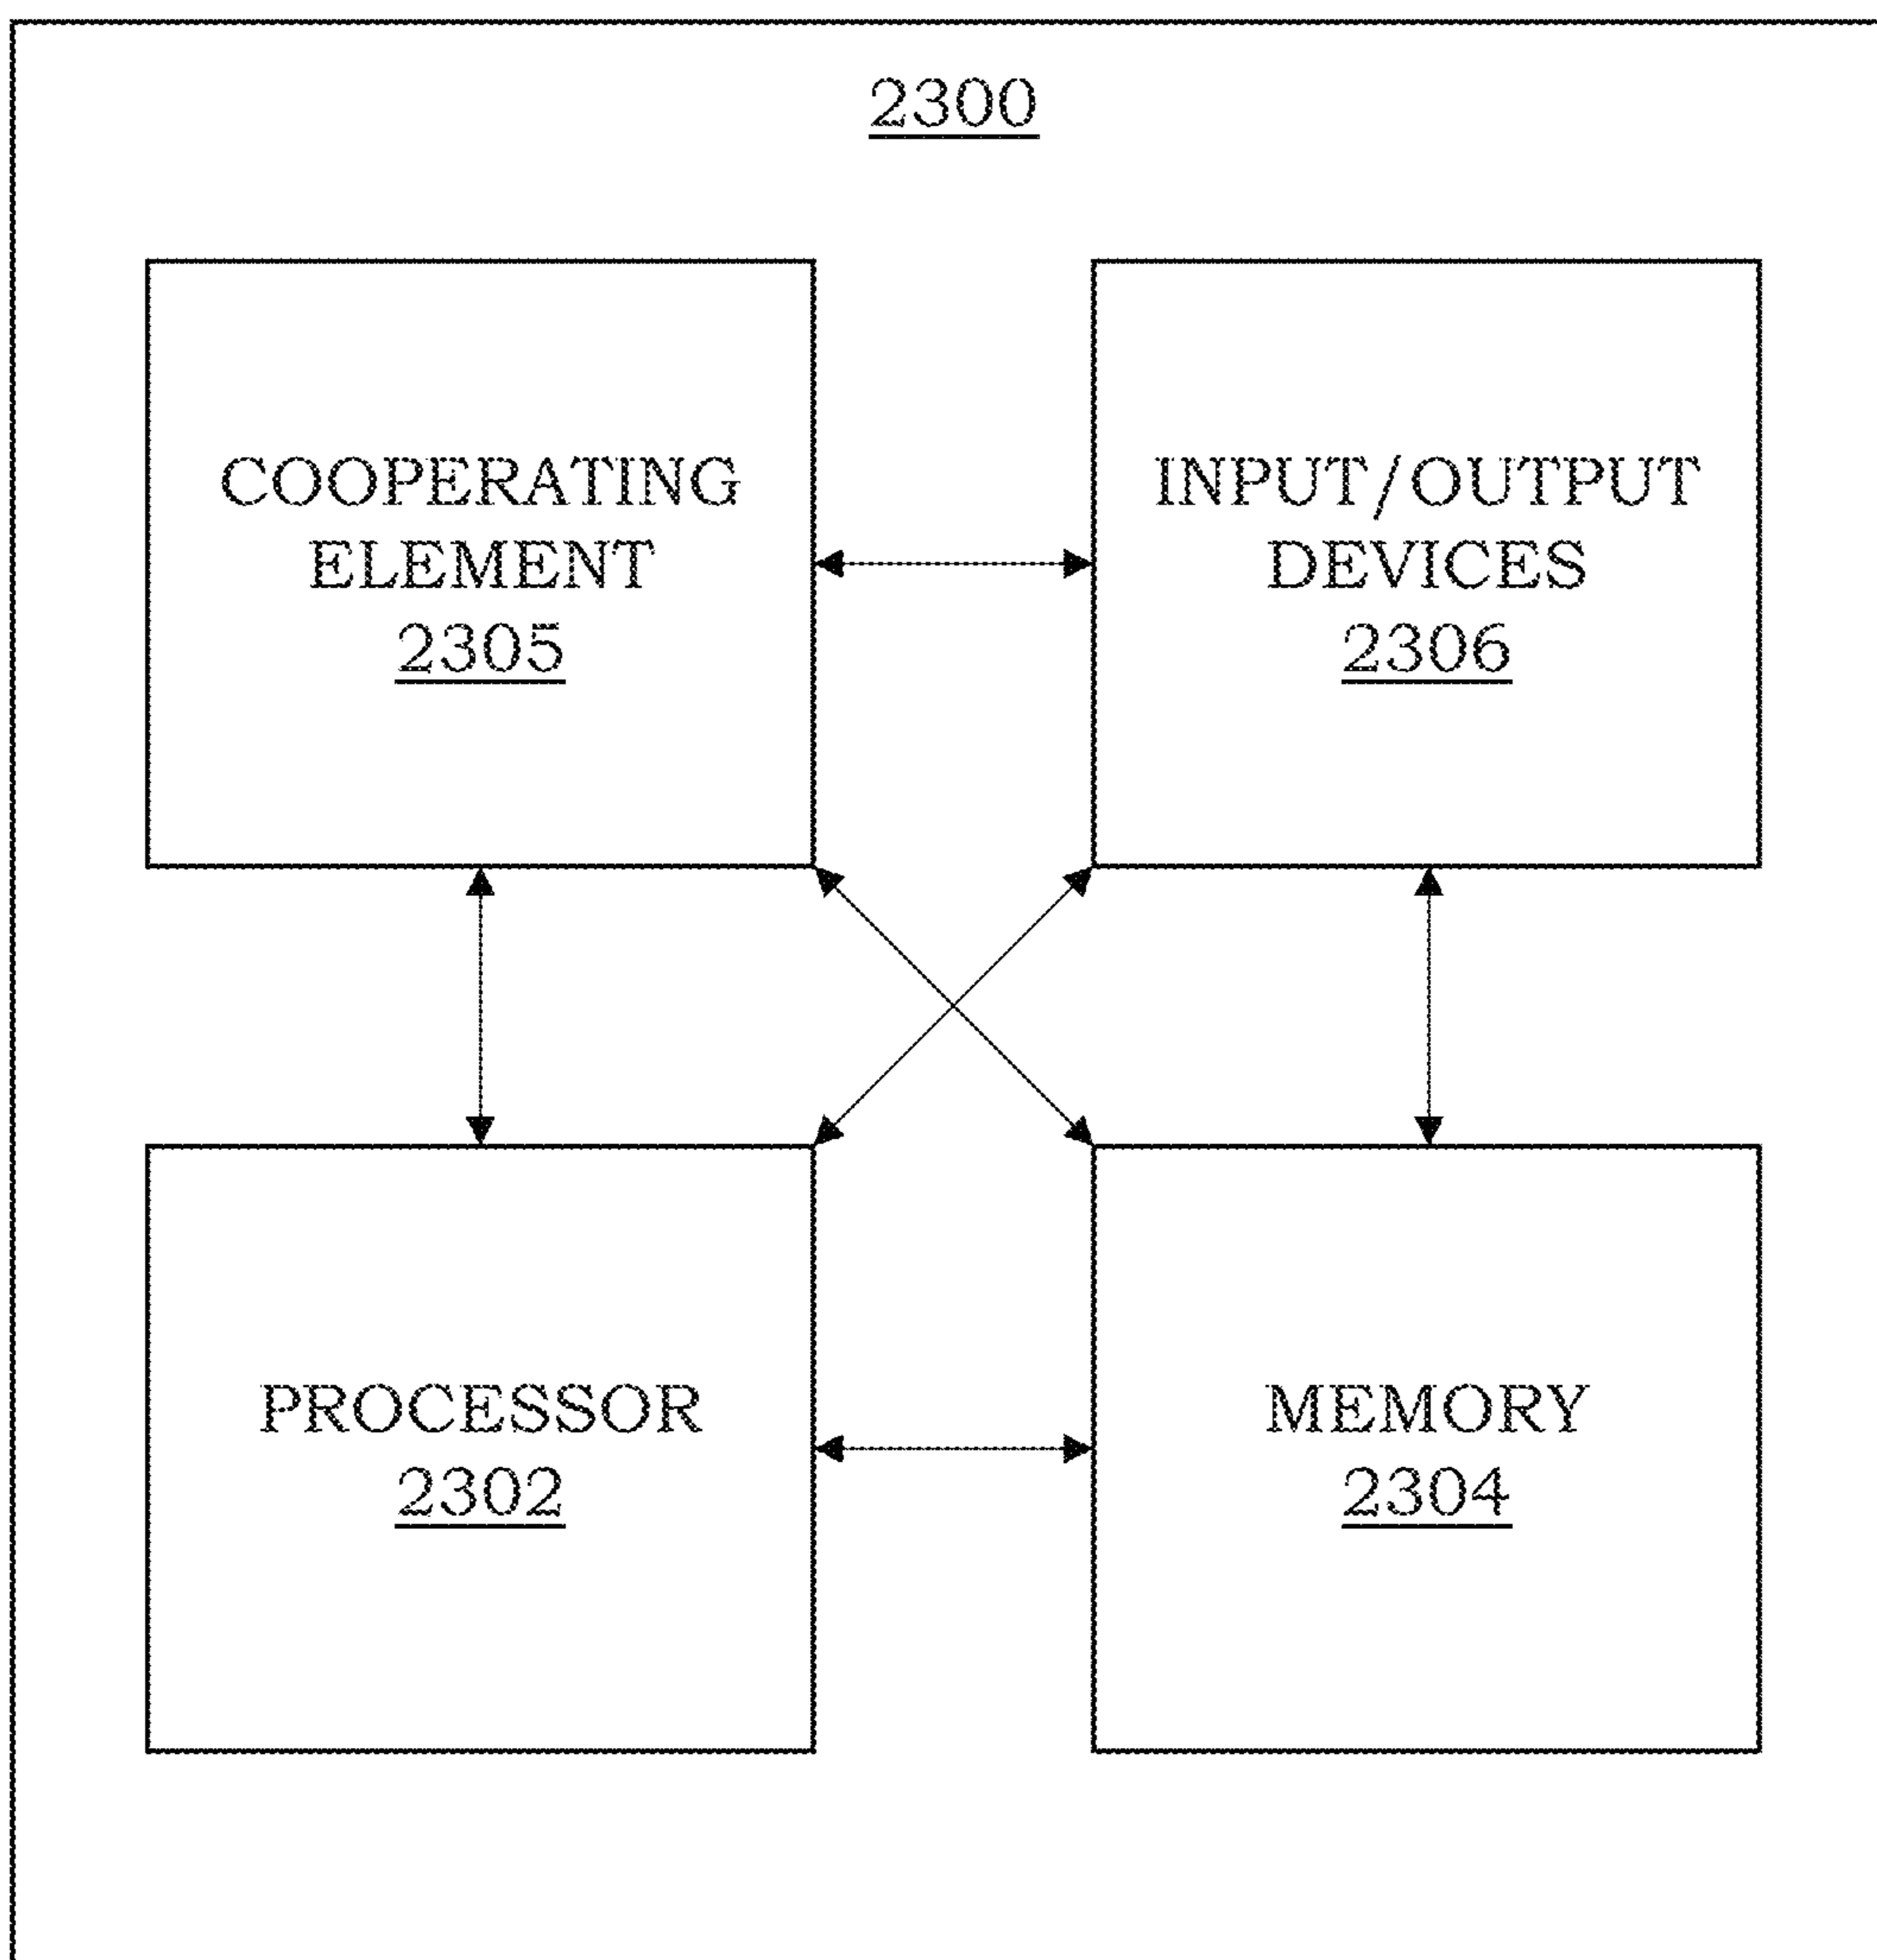 2300
COOPERATING
ELEMENT
2305
INPUT/OUTPUT
DEVICES
2306
PROCESSOR
2302
MEMORY
2304